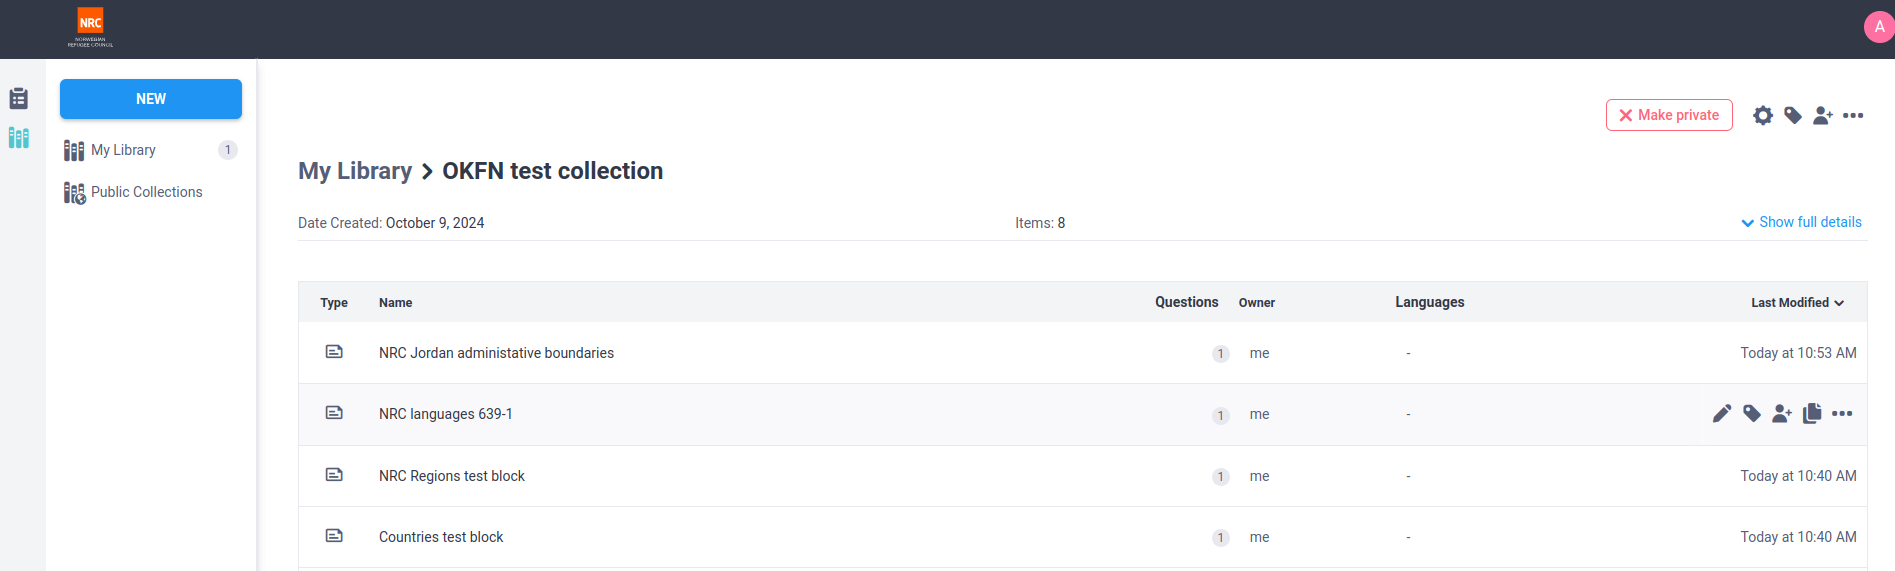 NRC
NORWEGIAN
REFUGEE COUNCIL
A
NEW
My Library 1
Public Collections
Make private
My Library > OKFN test collection
Date Created: October 9, 2024 Items: 8 Show full details
Type Name Questions Owner Languages Last Modified
NRC Jordan administative boundaries 1 me - Today at 10:53 AM
NRC languages 639-1 1 me -
NRC Regions test block 1 me - Today at 10:40 AM
Countries test block 1 me - Today at 10:40 AM